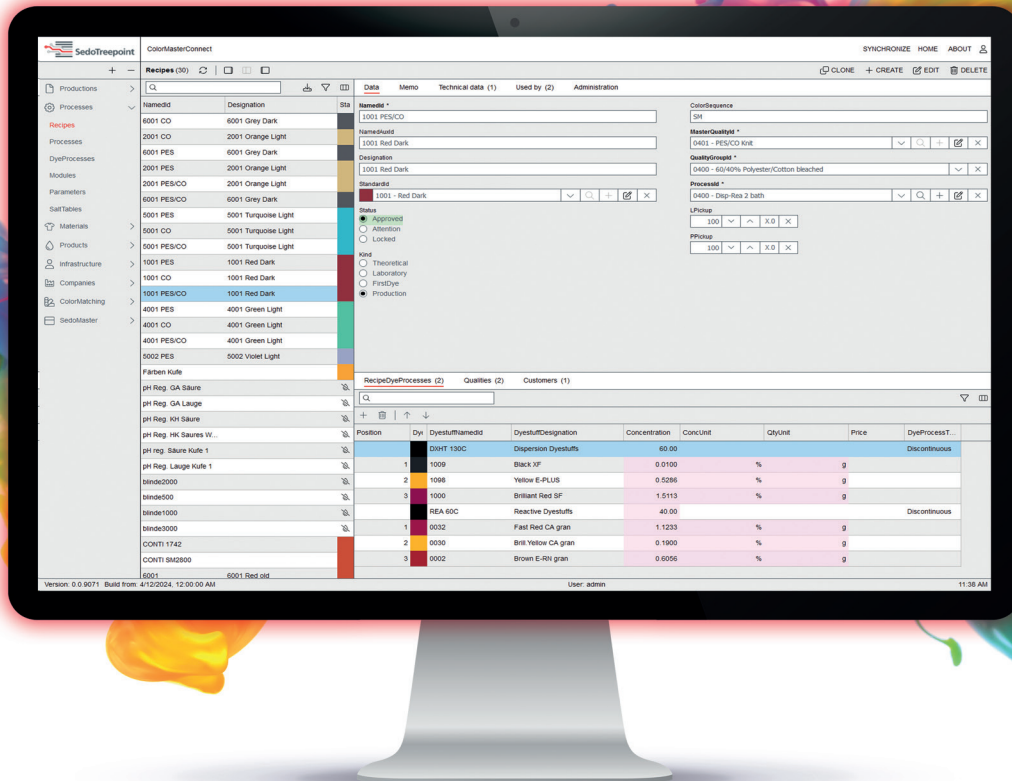 SedoTreepoint
ColorMasterConnect
SYNCHRONIZE HOME ABOUT
+ −
Recipes (30)
CLONE + CREATE EDIT DELETE
Productions
Processes
Recipes
Processes
DyeProcesses
Modules
Parameters
SaltTables
Materials
Products
Infrastructure
Companies
ColorMatching
SedoMaster
NamedId Designation Sta
6001 CO 6001 Grey Dark
2001 CO 2001 Orange Light
6001 PES 6001 Grey Dark
2001 PES 2001 Orange Light
2001 PES/CO 2001 Orange Light
6001 PES/CO 6001 Grey Dark
5001 PES 5001 Turquoise Light
5001 CO 5001 Turquoise Light
5001 PES/CO 5001 Turquoise Light
1001 PES 1001 Red Dark
1001 CO 1001 Red Dark
1001 PES/CO 1001 Red Dark
4001 PES 4001 Green Light
4001 CO 4001 Green Light
4001 PES/CO 4001 Green Light
5002 PES 5002 Violet Light
Färben Kufe
pH Reg. GA Säure
pH Reg. GA Lauge
pH Reg. KH Säure
pH Reg. HK Saures W...
pH reg. Säure Kufe 1
pH Reg. Lauge Kufe 1
blinde2000
blinde500
blinde1000
blinde3000
CONTI 1742
CONTI SM2800
6001 6001 Red old
Data Memo Technical data (1) Used by (2) Administration
NamedId *
1001 PES/CO
NamedAuxId
1001 Red Dark
Designation
1001 Red Dark
StandardId
1001 - Red Dark
Status
Approved
Attention
Locked
Kind
Theoretical
Laboratory
FirstDye
Production
ColorSequence
SM
MasterQualityId *
0401 - PES/CO Knit
QualityGroupId *
0400 - 60/40% Polyester/Cotton bleached
ProcessId *
0400 - Disp-Rea 2 bath
LPickup
100 X.0
PPickup
100 X.0
RecipeDyeProcesses (2) Qualities (2) Customers (1)
Position Dye DyestuffNamedId DyestuffDesignation Concentration ConcUnit QtyUnit Price DyeProcessT...
DXHT 130C Dispersion Dyestuffs 60.00 Discontinuous
1 1009 Black XF 0.0100 % g
2 1098 Yellow E-PLUS 0.5286 % g
3 1000 Brilliant Red SF 1.5113 % g
REA 60C Reactive Dyestuffs 40.00 Discontinuous
1 0032 Fast Red CA gran 1.1233 % g
2 0030 Brill.Yellow CA gran 0.1900 % g
3 0002 Brown E-RN gran 0.6056 % g
Version: 0.0.9071 Build from: 4/12/2024, 12:00:00 AM User: admin 11:38 AM